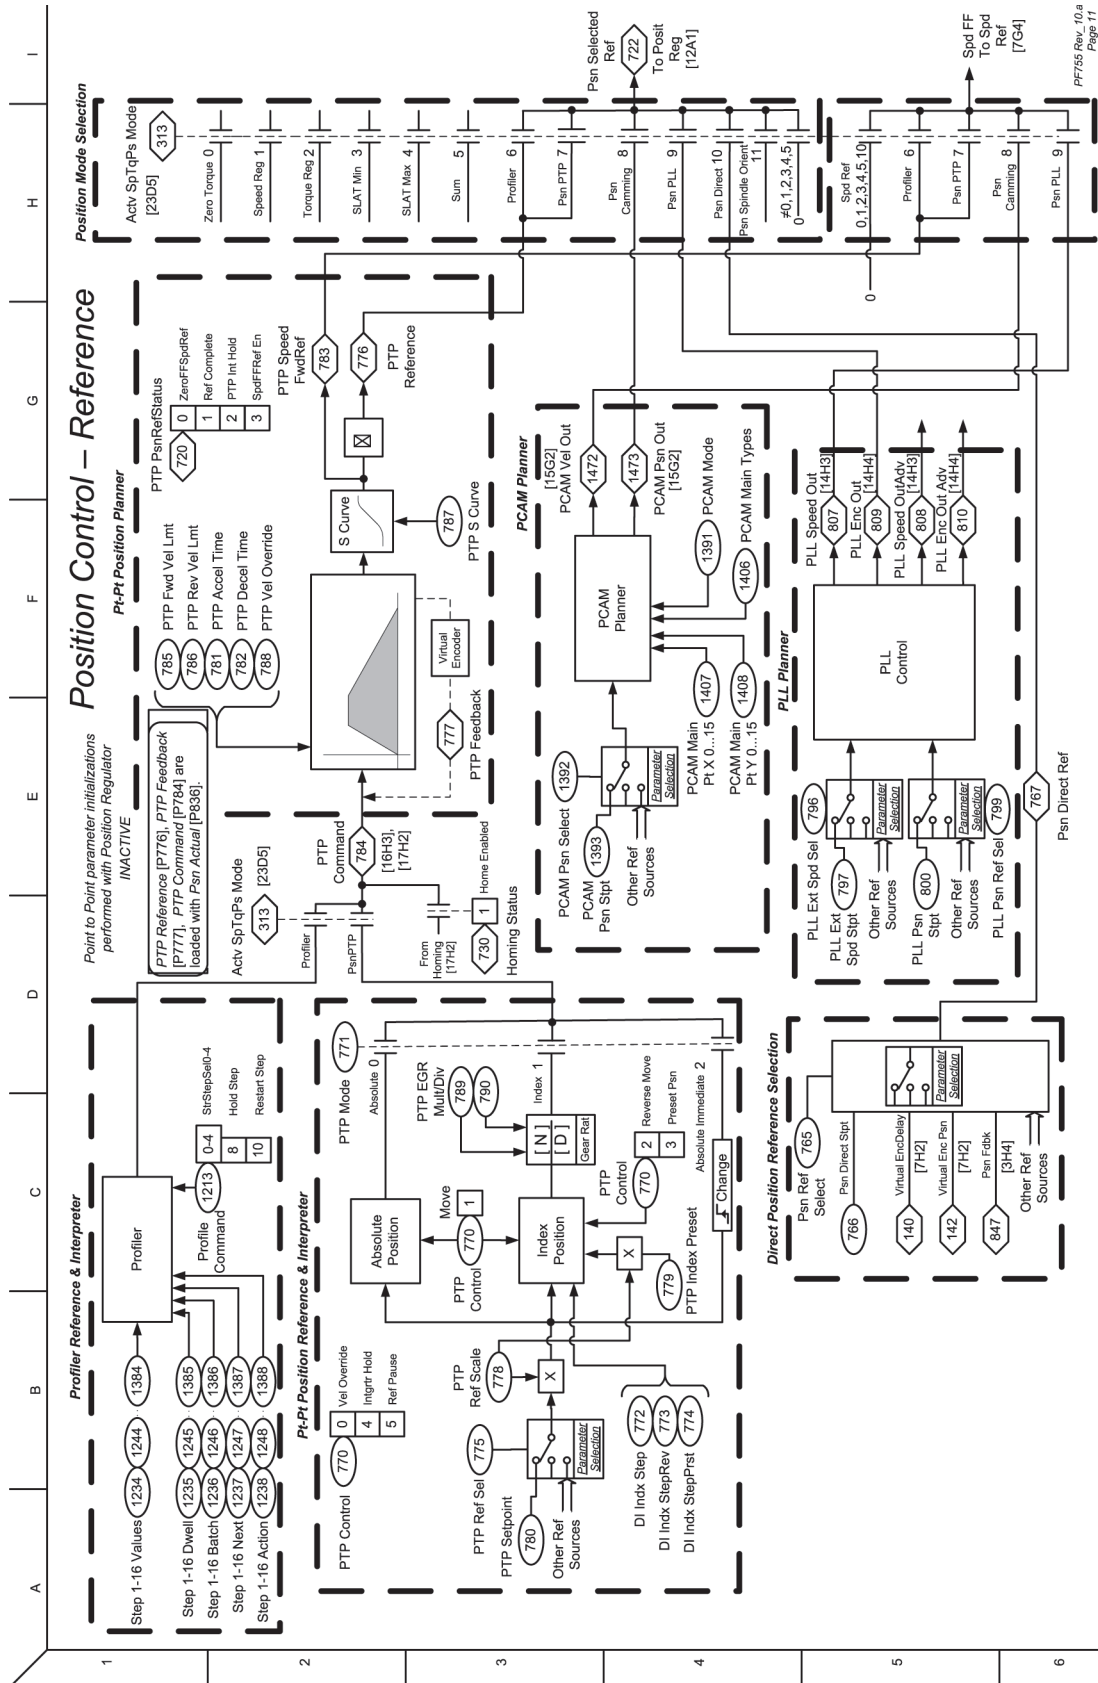 Position Control – Reference
Point to Point parameter initializations
performed with Position Regulator
INACTIVE
PTP Reference [P776], PTP Feedback
[P777], PTP Command [P784] are
loaded with Psn Actual [P836].
A
B
C
D
E
F
G
H
I
1
2
3
4
5
6
Profiler Reference & Interpreter
Step 1-16 Values
1234
1244
1384
Step 1-16 Dwell
1235
1245
1385
Step 1-16 Batch
1236
1246
1386
Step 1-16 Next
1237
1247
1387
Step 1-16 Action
1238
1248
1388
Profiler
Profile
Command
1213
0-4
StrStepSel0-4
8
Hold Step
10
Restart Step
Pt-Pt Position Reference & Interpreter
PTP Control
770
0
Vel Override
4
Intgrtr Hold
5
Ref Pause
PTP Ref Sel
775
PTP Setpoint
780
Other Ref
Sources
Parameter
Selection
PTP
Ref Scale
778
X
DI Indx Step
772
DI Indx StepRev
773
DI Indx StepPrst
774
Absolute
Position
PTP
Control
770
Move
1
Index
Position
X
779
PTP Index Preset
PTP
Control
770
2
Reverse Move
3
Preset Psn
PTP EGR
Mult/Div
789
790
[ N ]
[ D ]
Gear Rat
Change
PTP Mode
771
Absolute 0
Index 1
Absolute Immediate 2
Actv SpTqPs Mode
313
[23D5]
Profiler
PsnPTP
From
Homing
[17H2]
730
1
Home Enabled
Homing Status
PTP
Command
784
[16H3],
[17H2]
Pt-Pt Position Planner
785
PTP Fwd Vel Lmt
786
PTP Rev Vel Lmt
781
PTP Accel Time
782
PTP Decel Time
788
PTP Vel Override
777
PTP Feedback
Virtual
Encoder
S Curve
787
PTP S Curve
PTP PsnRefStatus
720
0
ZeroFFSpdRef
1
Ref Complete
2
PTP Int Hold
3
SpdFFRef En
PTP Speed
FwdRef
783
776
PTP
Reference
PCAM Planner
PCAM Psn Select
1392
PCAM
Psn Stpt
1393
Other Ref
Sources
Parameter
Selection
PCAM
Planner
PCAM Main
Pt X 0...15
1407
PCAM Main
Pt Y 0...15
1408
1391
PCAM Mode
1406
PCAM Main Types
[15G2]
PCAM Vel Out
1472
1473
PCAM Psn Out
[15G2]
PLL Planner
PLL Ext Spd Sel
796
PLL Ext
Spd Stpt
797
Other Ref
Sources
Parameter
Selection
PLL Psn
Stpt
800
Other Ref
Sources
Parameter
Selection
PLL Psn Ref Sel
799
PLL
Control
PLL Speed Out
807
[14H3]
PLL Enc Out
809
[14H4]
PLL Speed OutAdv
808
[14H3]
PLL Enc Out Adv
810
[14H4]
Direct Position Reference Selection
Psn Ref
Select
765
Psn Direct Stpt
766
Virtual EncDelay
140
[7H2]
Virtual Enc Psn
142
[7H2]
Psn Fdbk
847
[3H4]
Other Ref
Sources
Parameter
Selection
767
Psn Direct Ref
Position Mode Selection
Actv SpTqPs Mode
313
[23D5]
Zero Torque 0
Speed Reg 1
Torque Reg 2
SLAT Min 3
SLAT Max 4
Sum 5
Profiler 6
Psn PTP 7
Psn
Camming 8
Psn PLL 9
Psn Direct 10
Psn Spindle Orient
11
≠0,1,2,3,4,5
0
Psn Selected
Ref
722
To Posit
Reg
[12A1]
Spd Ref
0,1,2,3,4,5,10
0
Profiler 6
Psn PTP 7
Psn
Camming 8
Psn PLL 9
Spd FF
To Spd
Ref
[7G4]
PF755 Rev_10.a
Page 11